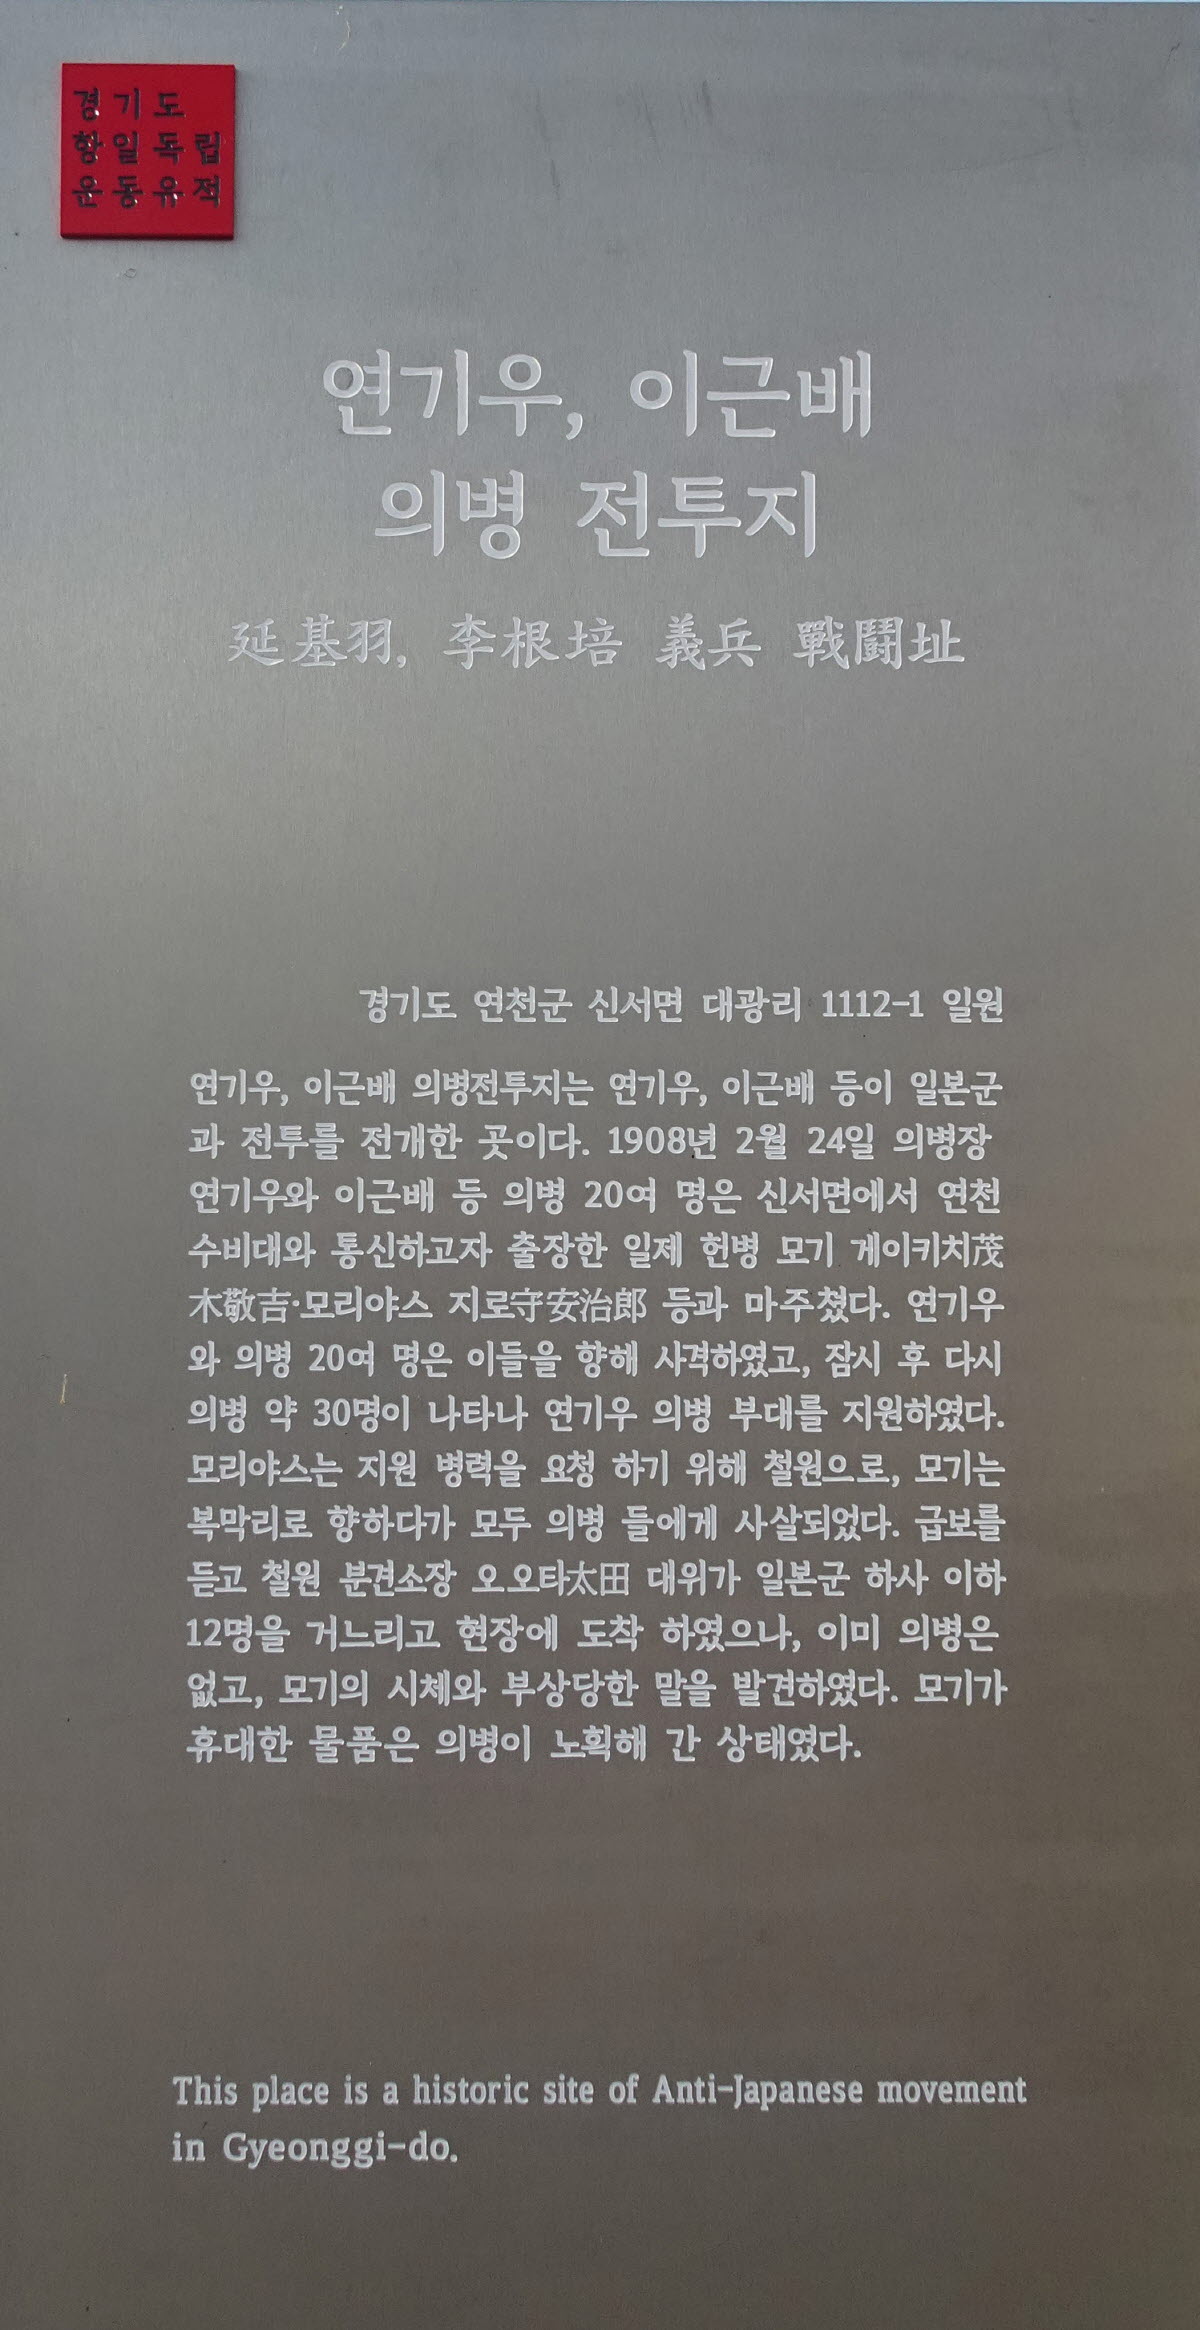 경기도
항일독립
운동유적
연기우, 이근배
의병 전투지
延基羽, 李根培 義兵 戰鬪址
경기도 연천군 신서면 대광리 1112-1 일원
연기우, 이근배 의병전투지는 연기우, 이근배 등이 일본군
과 전투를 전개한 곳이다. 1908년 2월 24일 의병장
연기우와 이근배 등 의병 20여 명은 신서면에서 연천
수비대와 통신하고자 출장한 일제 헌병 모기 게이키치茂
木敬吉·모리야스 지로守安治郎 등과 마주쳤다. 연기우
와 의병 20여 명은 이들을 향해 사격하였고, 잠시 후 다시
의병 약 30명이 나타나 연기우 의병 부대를 지원하였다.
모리야스는 지원 병력을 요청 하기 위해 철원으로, 모기는
복막리로 향하다가 모두 의병 들에게 사살되었다. 급보를
듣고 철원 분견소장 오오타太田 대위가 일본군 하사 이하
12명을 거느리고 현장에 도착 하였으나, 이미 의병은
없고, 모기의 시체와 부상당한 말을 발견하였다. 모기가
휴대한 물품은 의병이 노획해 간 상태였다.
This place is a historic site of Anti-Japanese movement
in Gyeonggi-do.